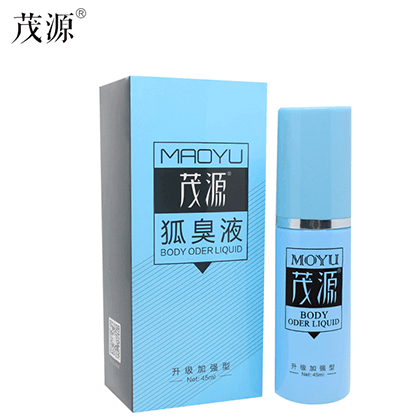 茂源®
MAOYU
茂源®
狐臭液
BODY ODER LIQUID
升级加强型
Net: 45ml
MOYU
茂源®
BODY
ODER LIQUID
升级加强型
Net: 45ml